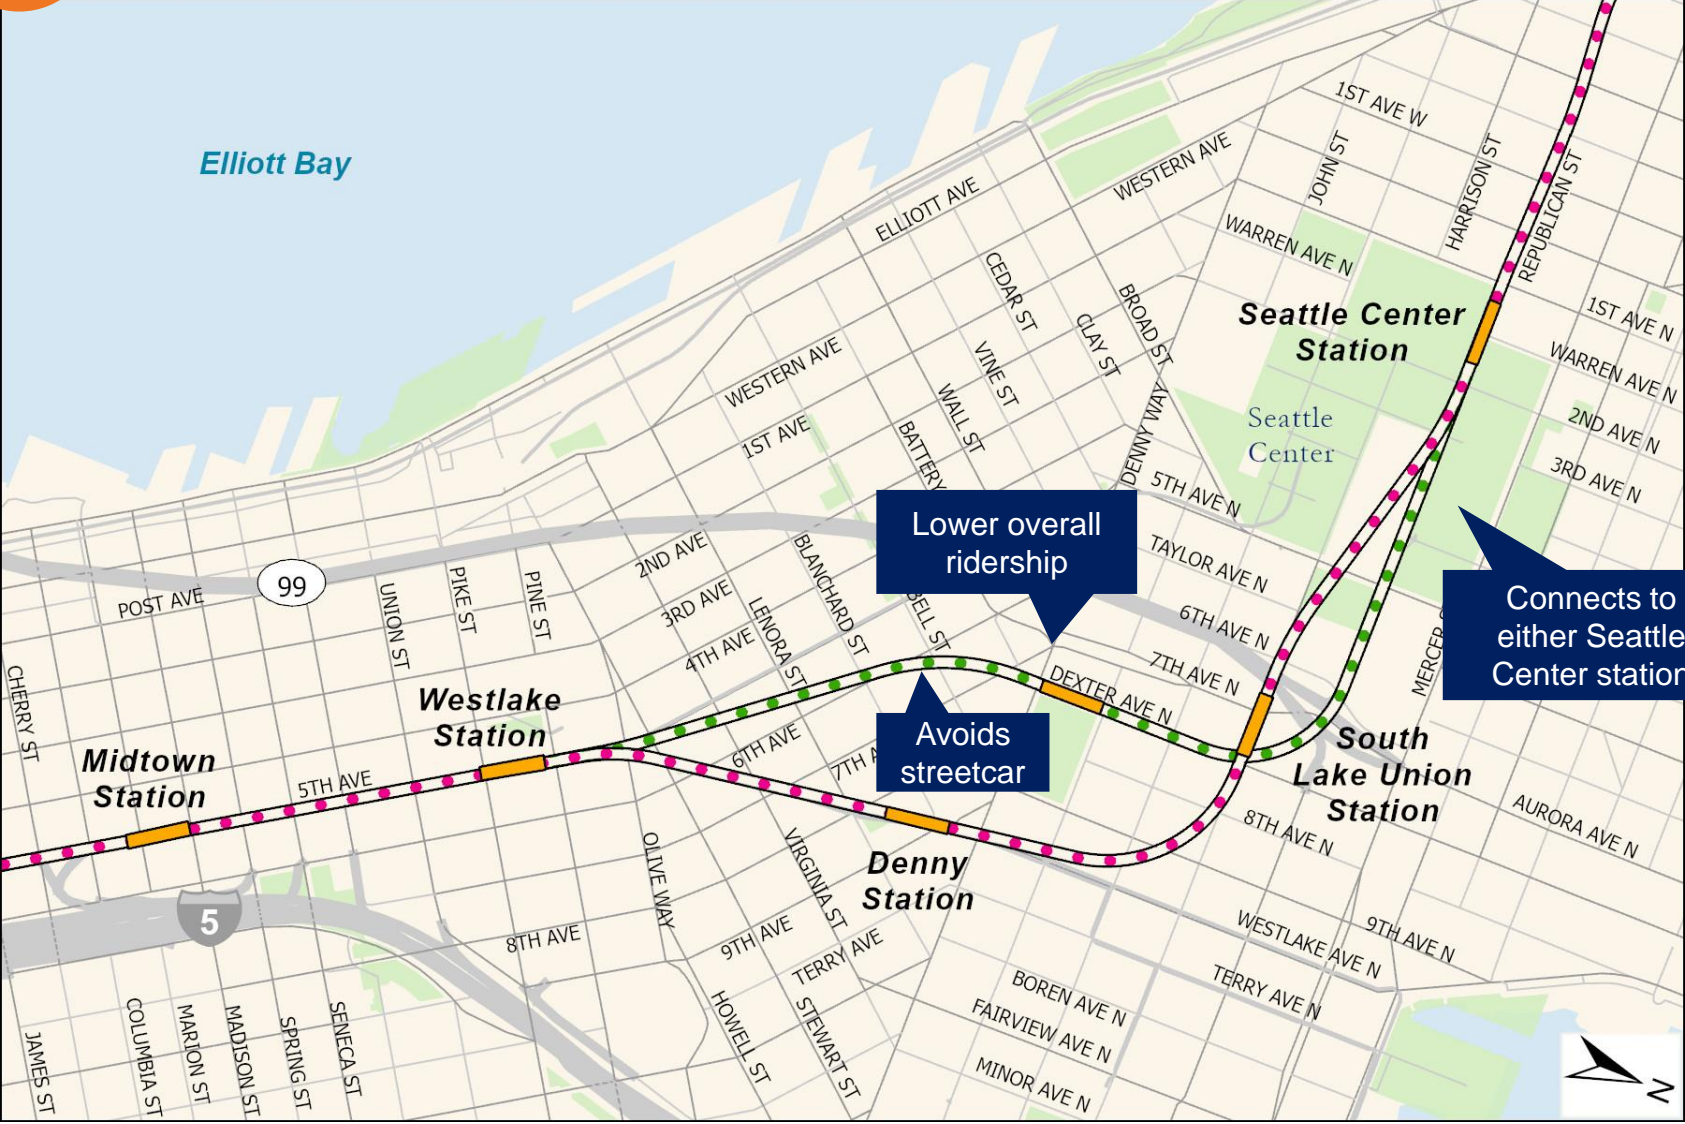 Elliott Bay
1ST AVE W
JOHN ST
HARRISON ST
REPUBLICAN ST
WESTERN AVE
ELLIOTT AVE
WARREN AVE N
CEDAR ST
BROAD ST
CLAY ST
VINE ST
WALL ST
BATTERY
DENNY WAY
Seattle Center
Station
1ST AVE N
WARREN AVE N
2ND AVE N
3RD AVE N
Seattle
Center
WESTERN AVE
1ST AVE
5TH AVE N
Lower overall
ridership
TAYLOR AVE N
6TH AVE N
7TH AVE N
DEXTER AVE N
Connects to
either Seattle
Center station
MERCER
2ND AVE
3RD AVE
4TH AVE
BLANCHARD ST
LENORA ST
BELL ST
99
POST AVE
UNION ST
PIKE ST
PINE ST
CHERRY ST
Westlake
Station
Midtown
Station
5TH AVE
6TH AVE
7TH A
Avoids
streetcar
South
Lake Union
Station
8TH AVE N
AURORA AVE N
Denny
Station
OLIVE WAY
VIRGINIA ST
5
8TH AVE
9TH AVE
TERRY AVE
WESTLAKE AVE N
9TH AVE N
TERRY AVE N
BOREN AVE N
FAIRVIEW AVE N
MINOR AVE N
HOWELL ST
STEWART ST
JAMES ST
COLUMBIA ST
MARION ST
MADISON ST
SPRING ST
SENECA ST
N